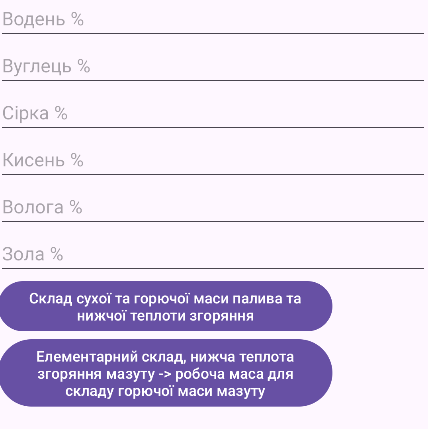 Водень %
Вуглець %
Сірка %
Кисень %
Волога %
Зола %
Склад сухої та горючої маси палива та
нижчої теплоти згоряння
Елементарний склад, нижча теплота
згоряння мазуту -> робоча маса для
складу горючої маси мазуту